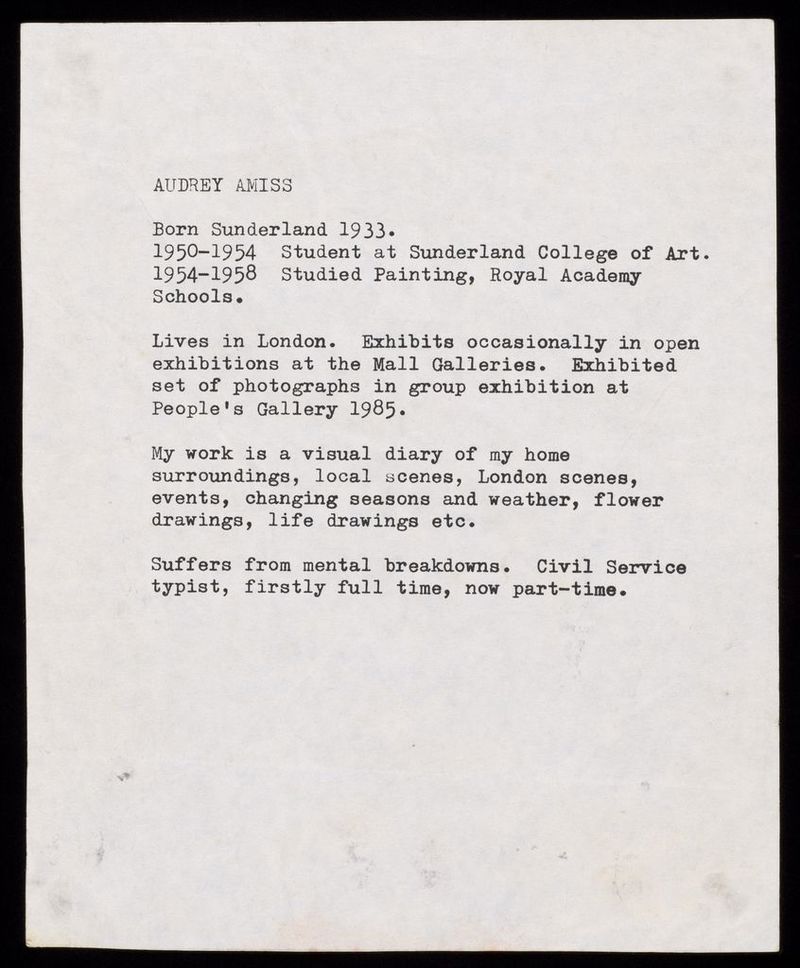 AUDREY AMISS
Born Sunderland 1933.
1950-1954 Student at Sunderland College of Art.
1954-1958 Studied Painting, Royal Academy
Schools.
Lives in London. Exhibits occasionally in open
exhibitions at the Mall Galleries. Exhibited
set of photographs in group exhibition at
People's Gallery 1985.
My work is a visual diary of my home
surroundings, local scenes, London scenes,
events, changing seasons and weather, flower
drawings, life drawings etc.
Suffers from mental breakdowns. Civil Service
typist, firstly full time, now part-time.